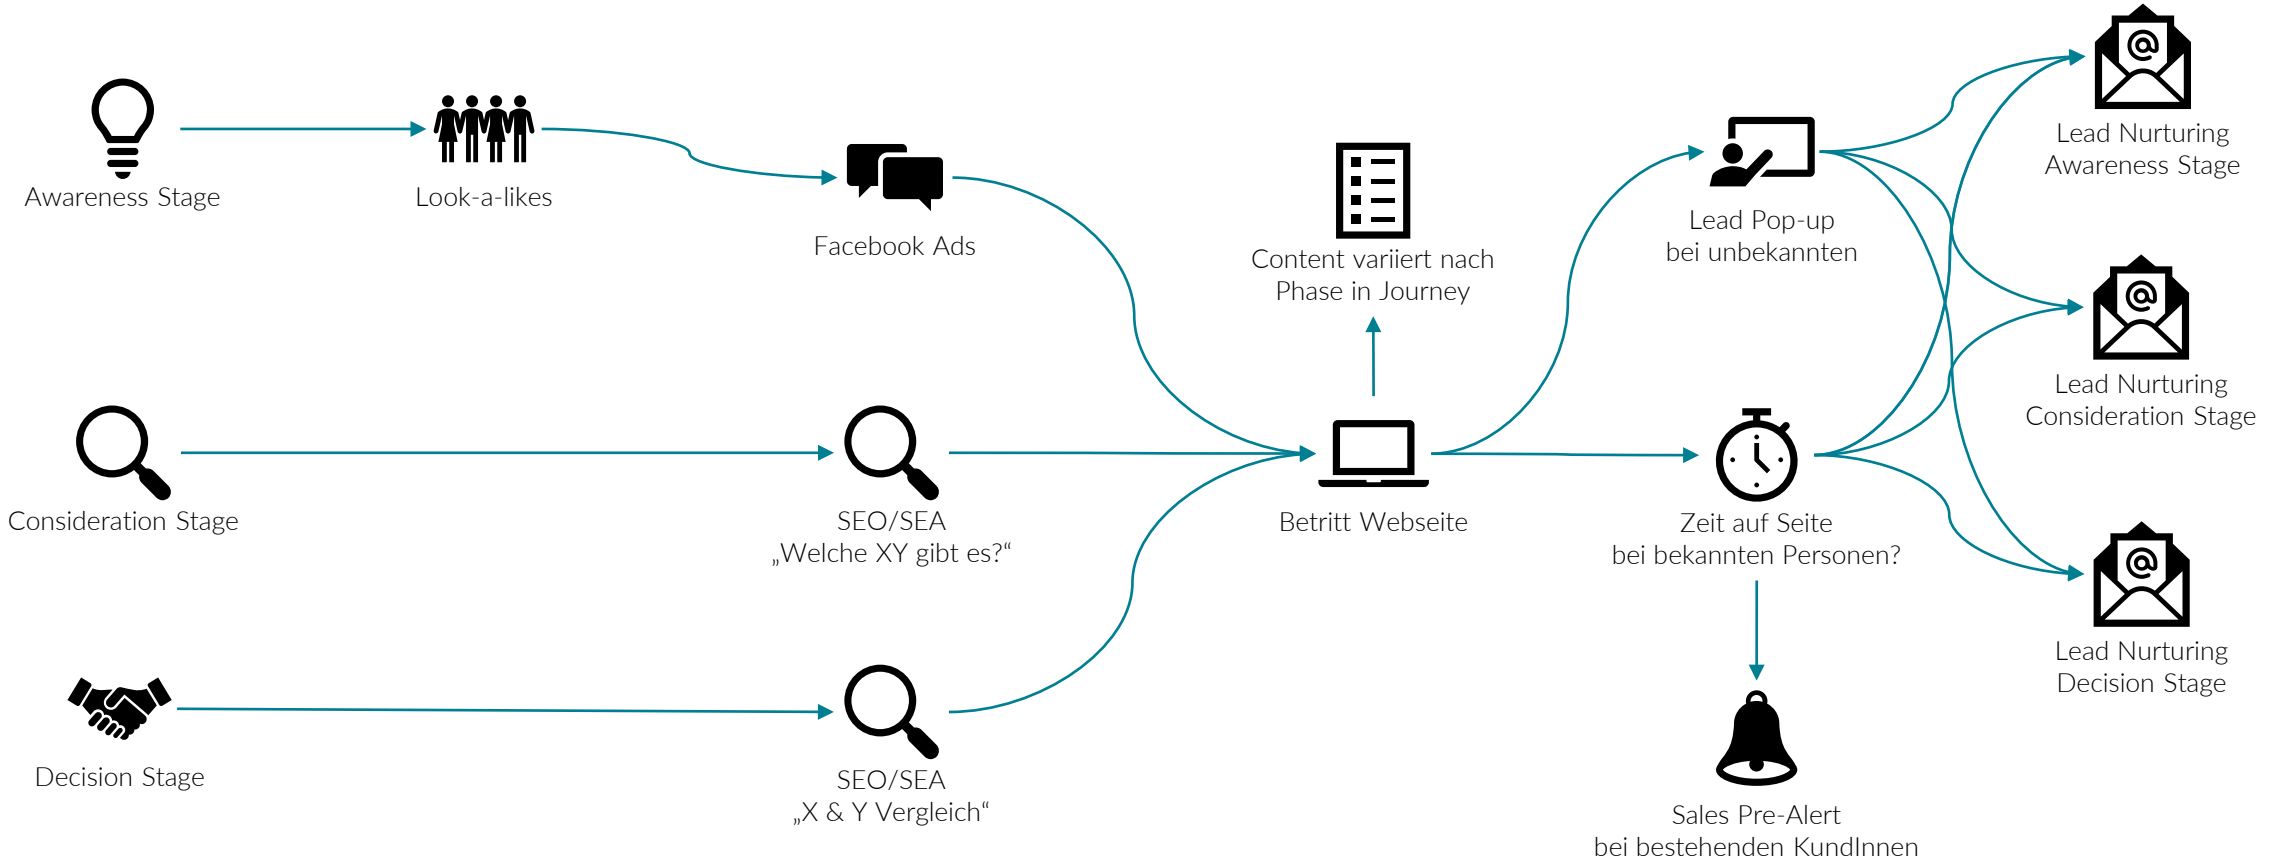 Awareness Stage
Look-a-likes
Facebook Ads
Consideration Stage
SEO/SEA
„Welche XY gibt es?“
Decision Stage
SEO/SEA
„X & Y Vergleich“
Content variiert nach
Phase in Journey
Betritt Webseite
Lead Pop-up
bei unbekannten
Zeit auf Seite
bei bekannten Personen?
Sales Pre-Alert
bei bestehenden KundInnen
@
Lead Nurturing
Awareness Stage
@
Lead Nurturing
Consideration Stage
@
Lead Nurturing
Decision Stage